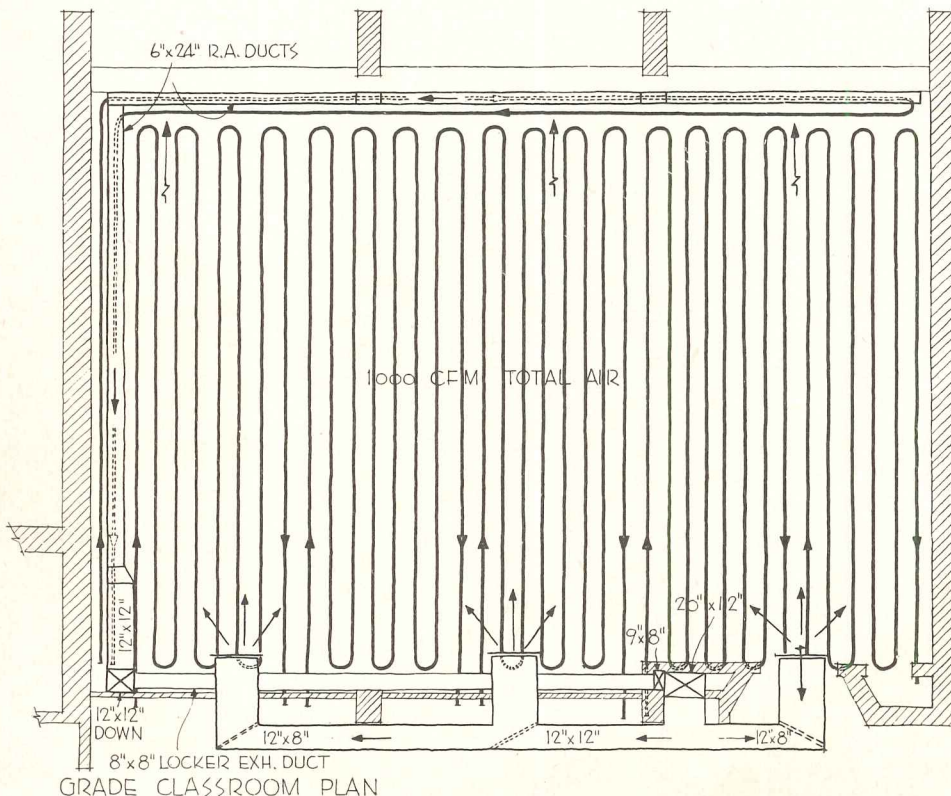 6"x24" R.A. DUCTS
1000 CFM TOTAL AIR
12"x12"
9"x8"
20"x12"
12"x12"
DOWN
12"x8"
12"x12"
12"x8"
8"x8" LOCKER EXH. DUCT
GRADE CLASSROOM PLAN